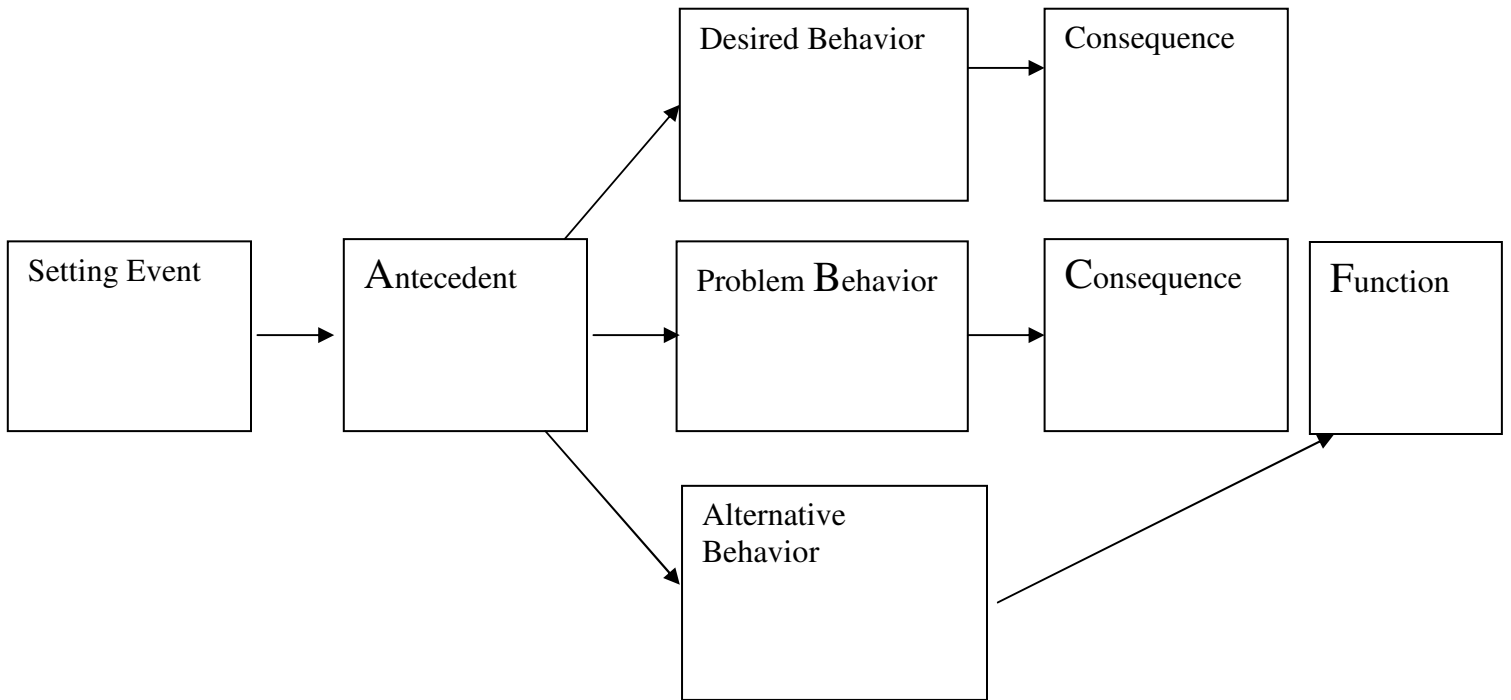 Desired Behavior
Consequence
Setting Event
Antecedent
Problem Behavior
Consequence
Function
Alternative
Behavior